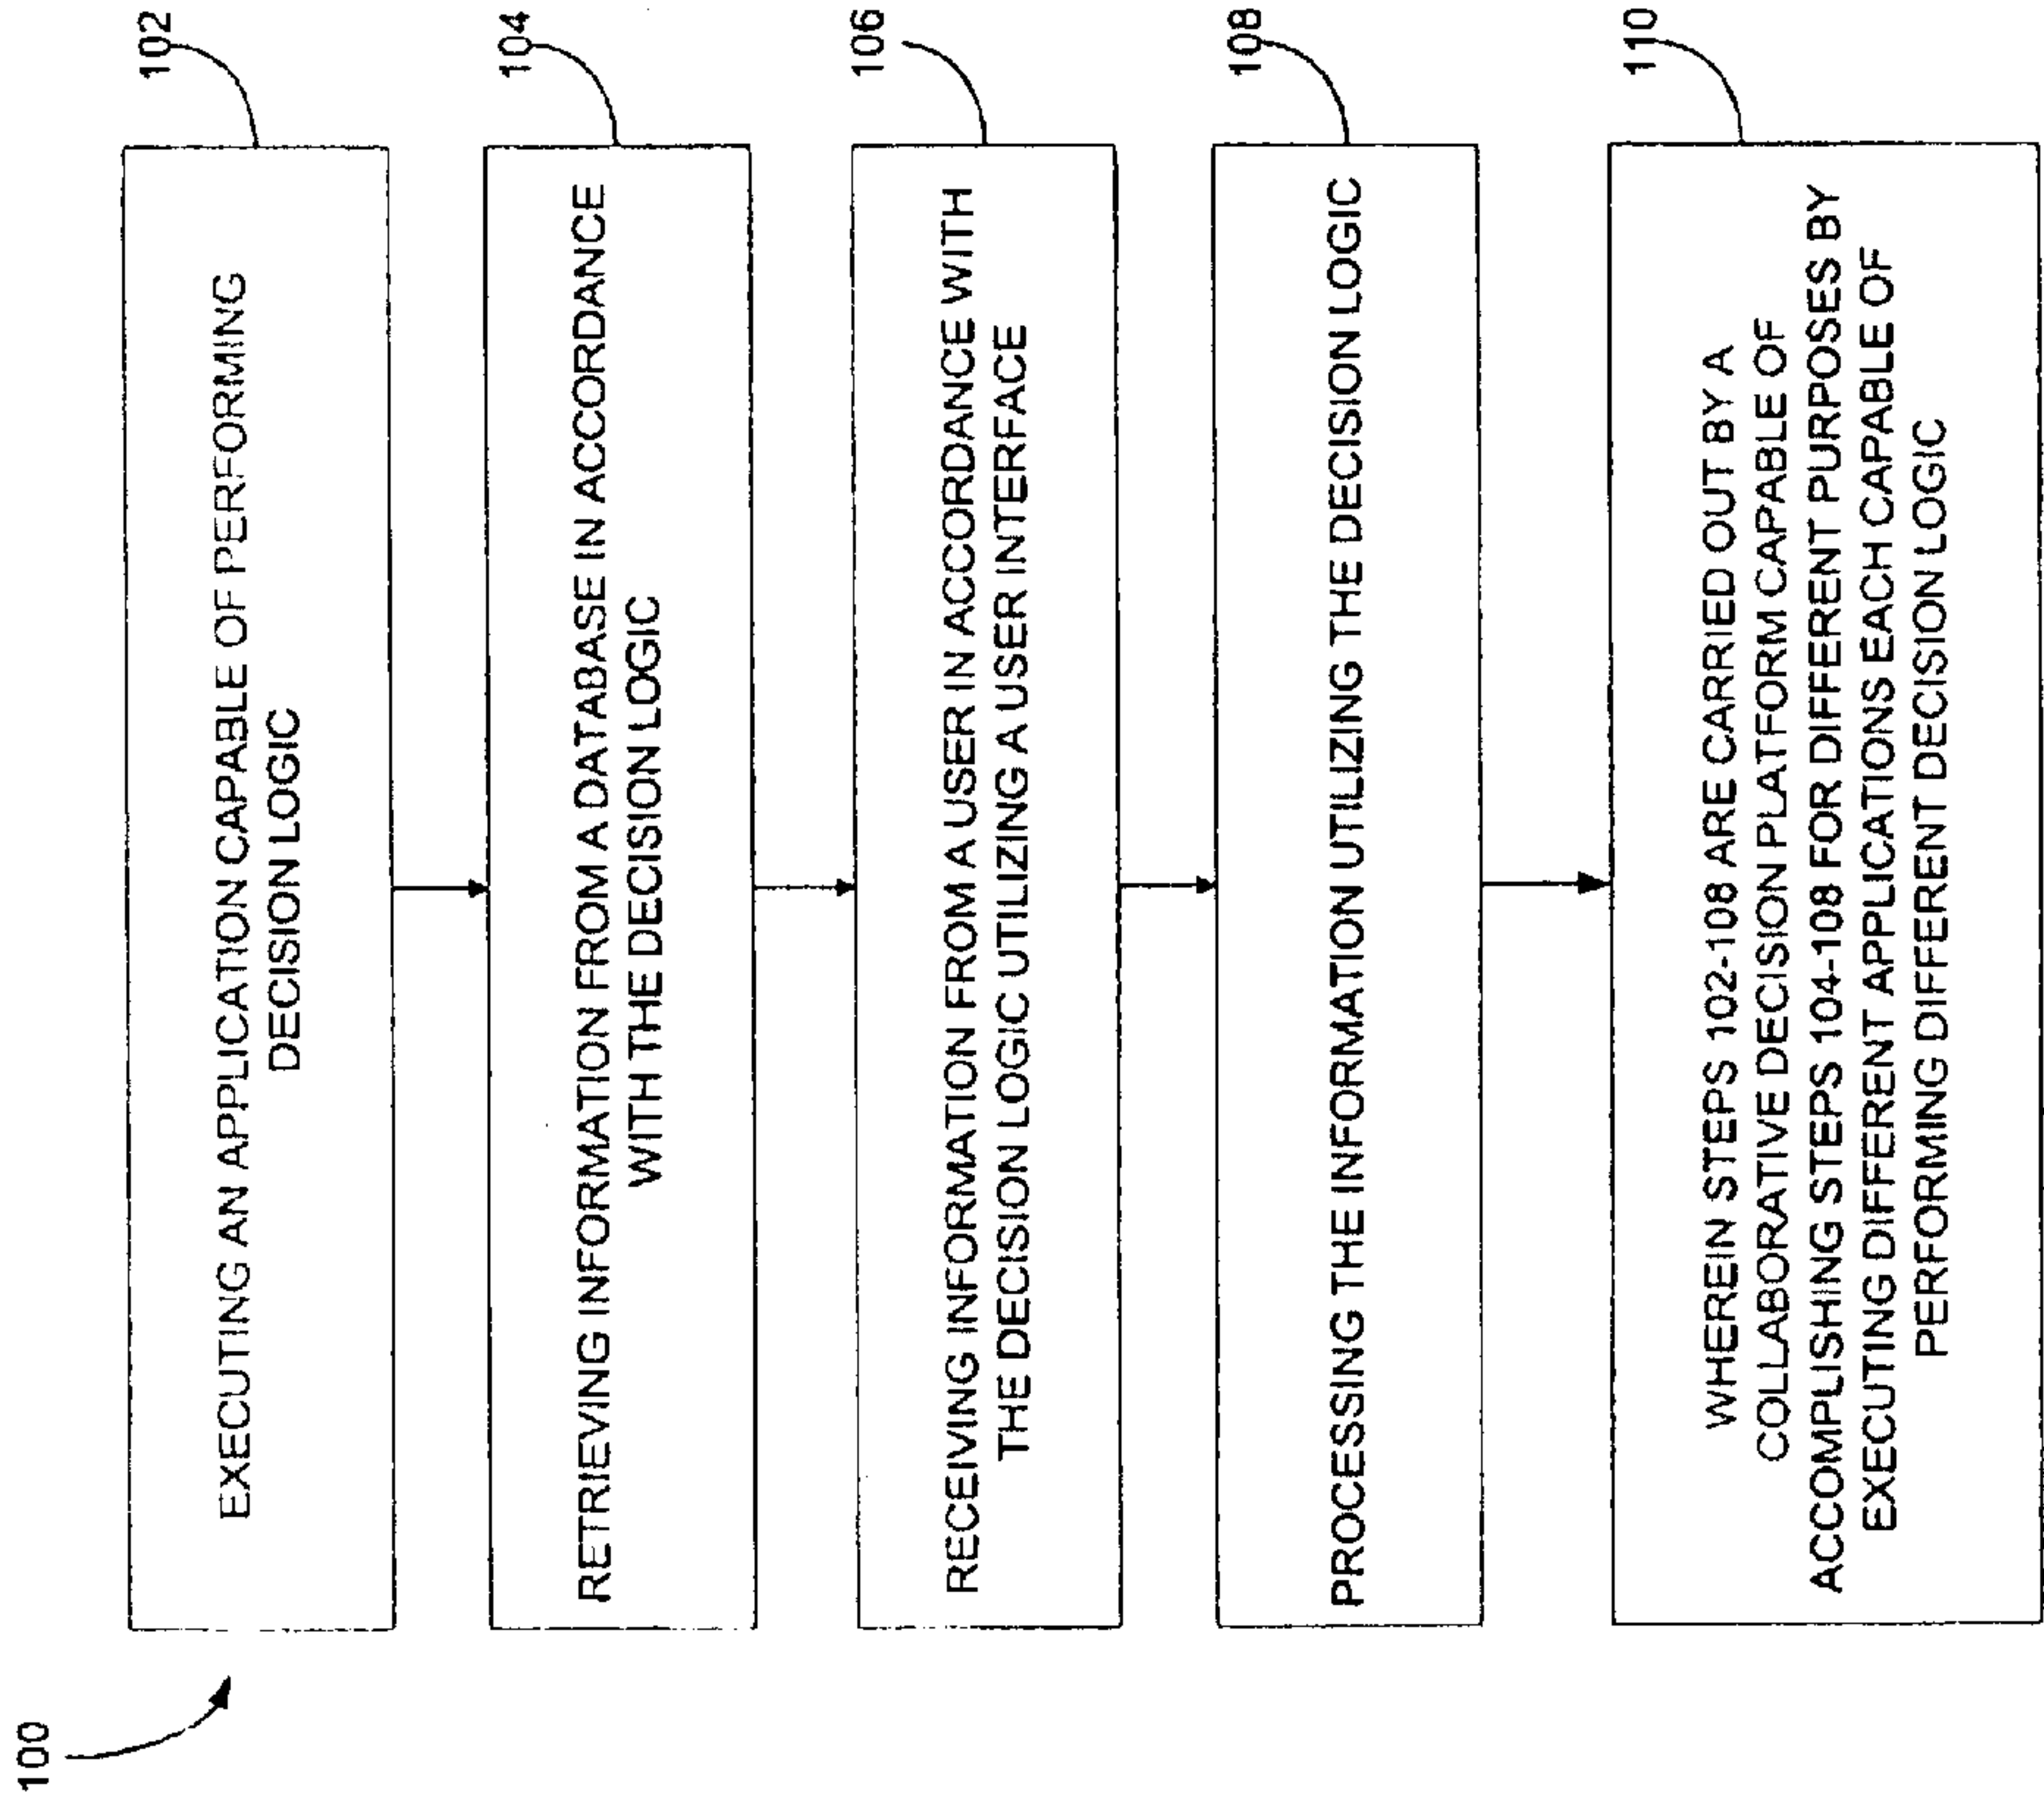 100
102
EXECUTING AN APPLICATION CAPABLE OF PERFORMING
DECISION LOGIC
104
RETRIEVING INFORMATION FROM A DATABASE IN ACCORDANCE
WITH THE DECISION LOGIC
106
RECEIVING INFORMATION FROM A USER IN ACCORDANCE WITH
THE DECISION LOGIC UTILIZING A USER INTERFACE
108
PROCESSING THE INFORMATION UTILIZING THE DECISION LOGIC
110
WHEREIN STEPS 102-108 ARE CARRIED OUT BY A
COLLABORATIVE DECISION PLATFORM CAPABLE OF
ACCOMPLISHING STEPS 104-108 FOR DIFFERENT PURPOSES BY
EXECUTING DIFFERENT APPLICATIONS EACH CAPABLE OF
PERFORMING DIFFERENT DECISION LOGIC